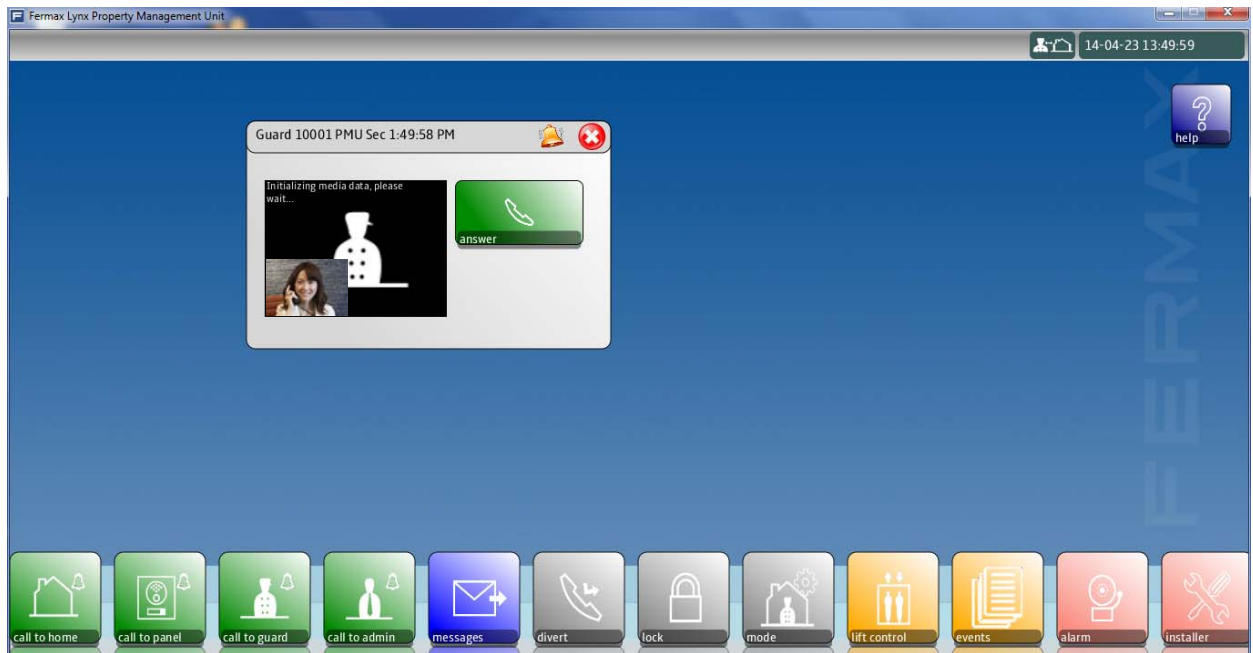 Fermax Lynx Property Management Unit
14-04-23 13:49:59
help
Guard 10001 PMU Sec 1:49:58 PM
Initializing media data, please
wait...
answer
FERMAX
call to home
call to panel
call to guard
call to admin
messages
divert
lock
mode
lift control
events
alarm
installer